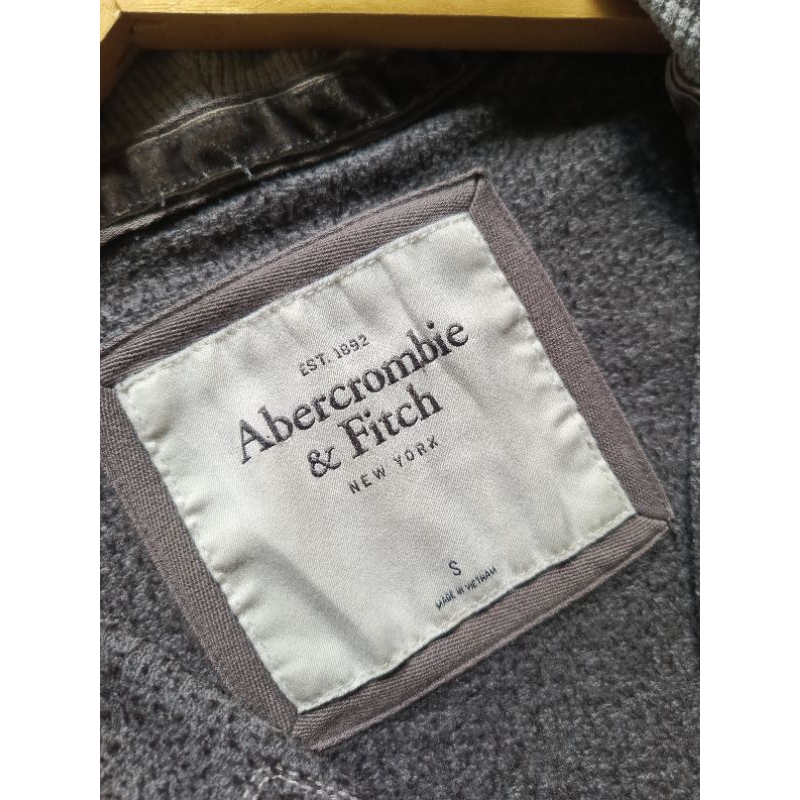 EST. 1892
Abercrombie
& Fitch
NEW YORK
S
MADE IN VIETNAM